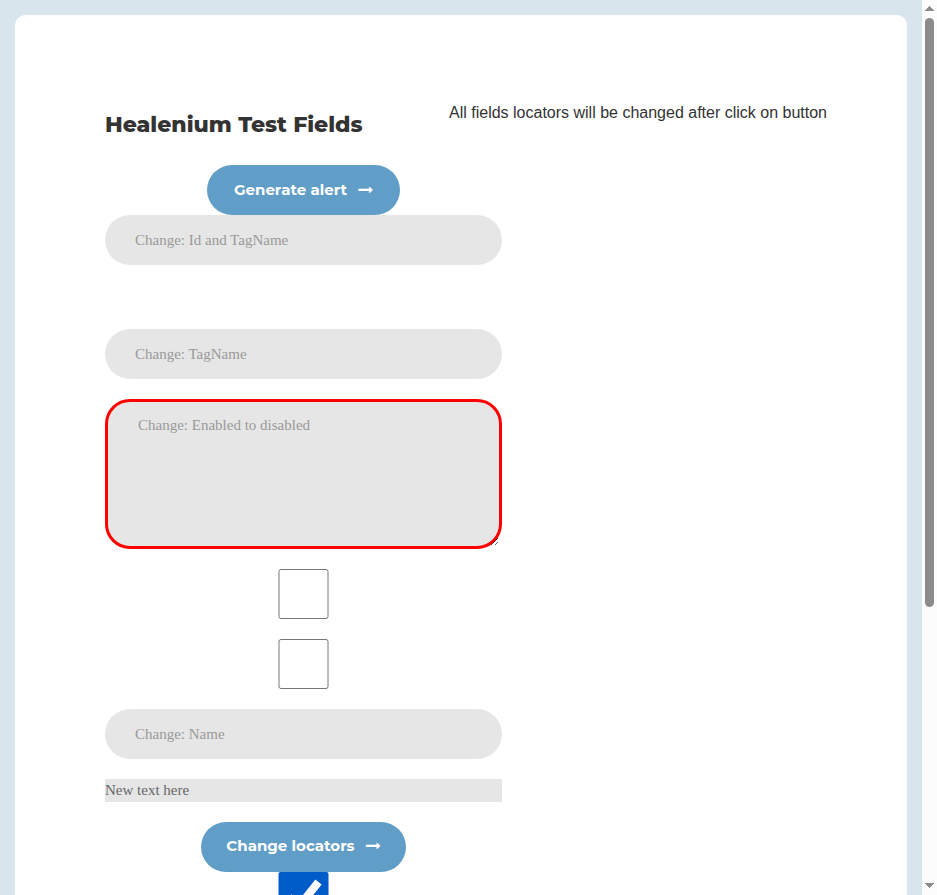 Healenium Test Fields
All fields locators will be changed after click on button
Generate alert
Change: Id and TagName
Change: TagName
Change: Enabled to disabled
Change: Name
New text here
Change locators